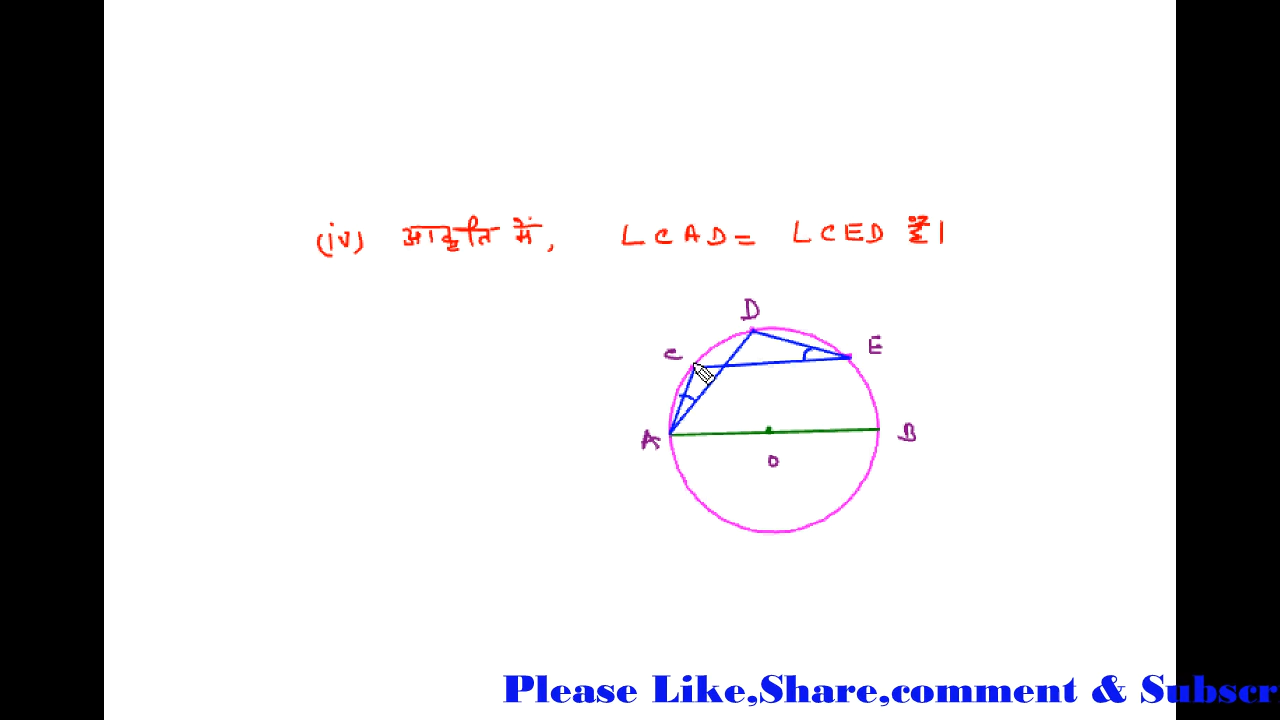 (iv) आकृति में, ∠CAD = ∠CED है।
D
C
E
A
B
O
Please Like,Share,comment & Subscr